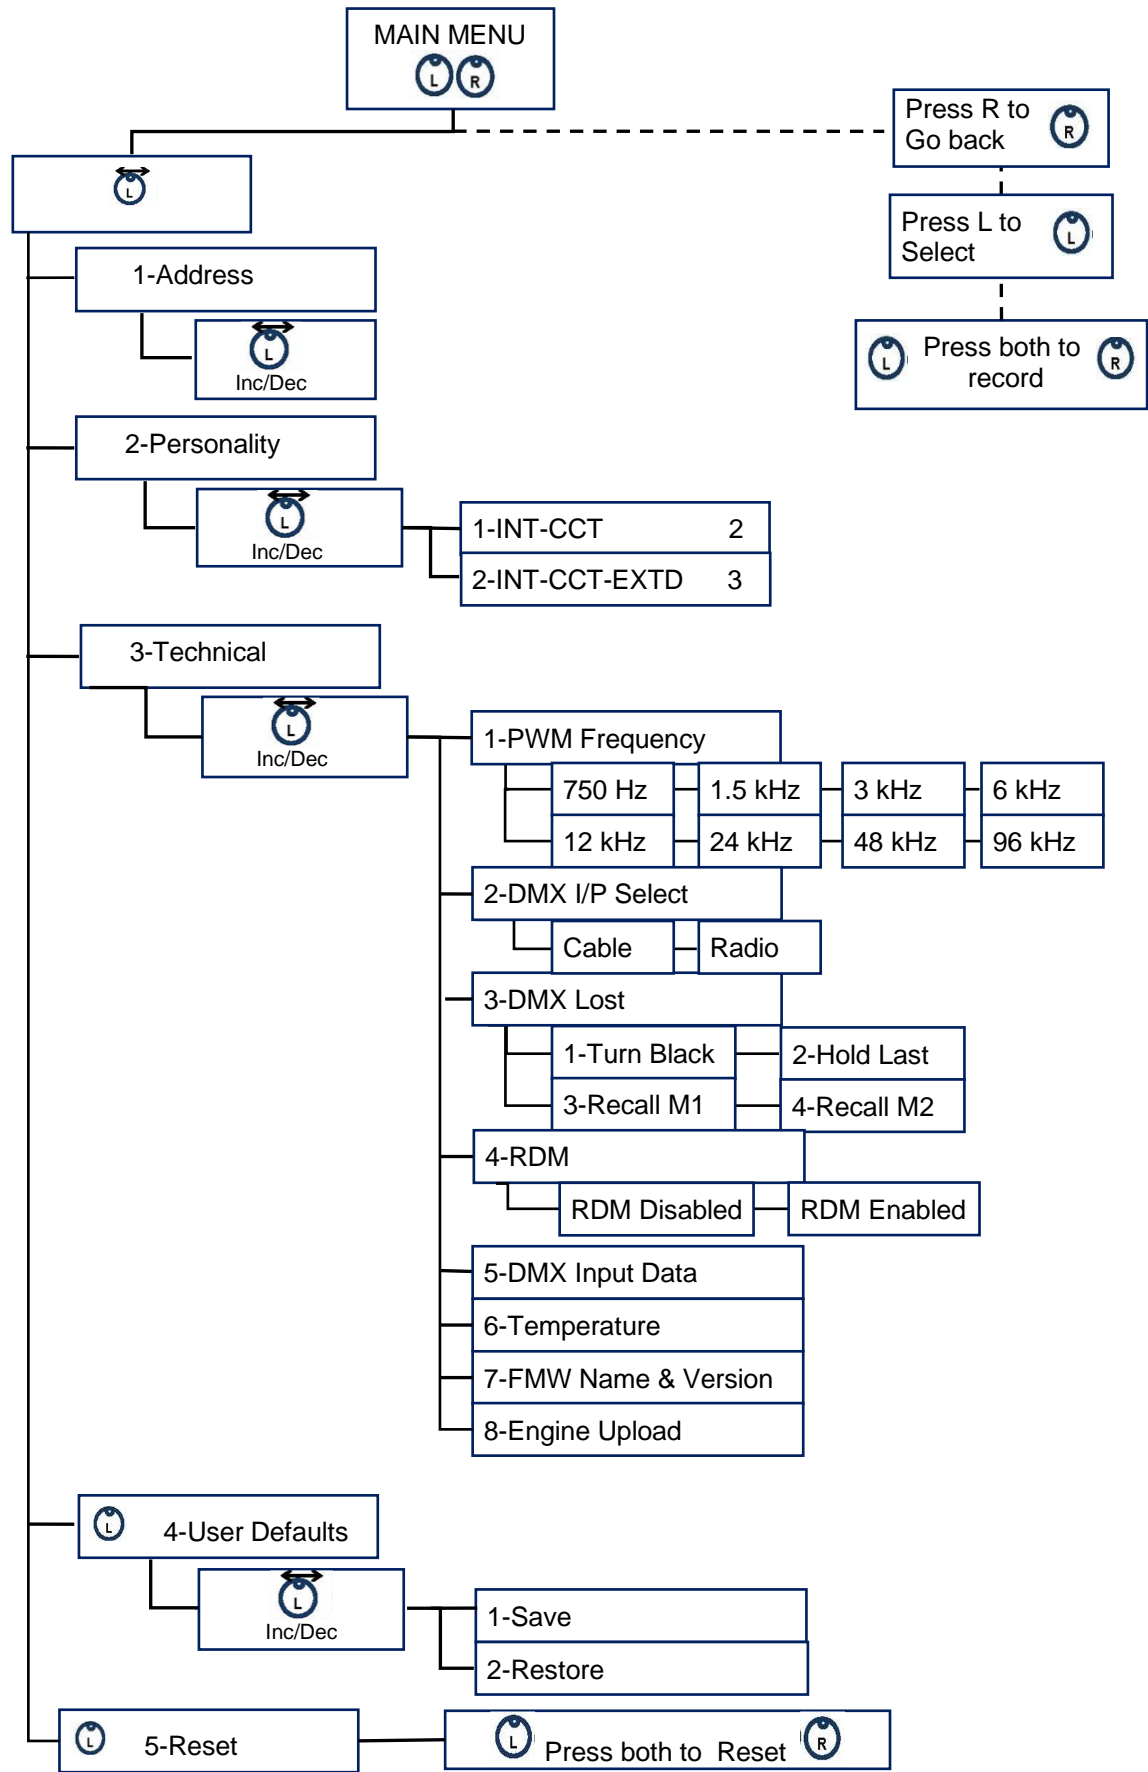 MAIN MENU
L R
Press R to
Go back
R
L
Press L to
Select
L
1-Address
L
Inc/Dec
L
Press both to
record
R
2-Personality
L
Inc/Dec
1-INT-CCT 2
2-INT-CCT-EXTD 3
3-Technical
L
Inc/Dec
1-PWM Frequency
750 Hz 1.5 kHz 3 kHz 6 kHz
12 kHz 24 kHz 48 kHz 96 kHz
2-DMX I/P Select
Cable Radio
3-DMX Lost
1-Turn Black 2-Hold Last
3-Recall M1 4-Recall M2
4-RDM
RDM Disabled RDM Enabled
5-DMX Input Data
6-Temperature
7-FMW Name & Version
8-Engine Upload
L 4-User Defaults
L
Inc/Dec
1-Save
2-Restore
L 5-Reset
L Press both to Reset R